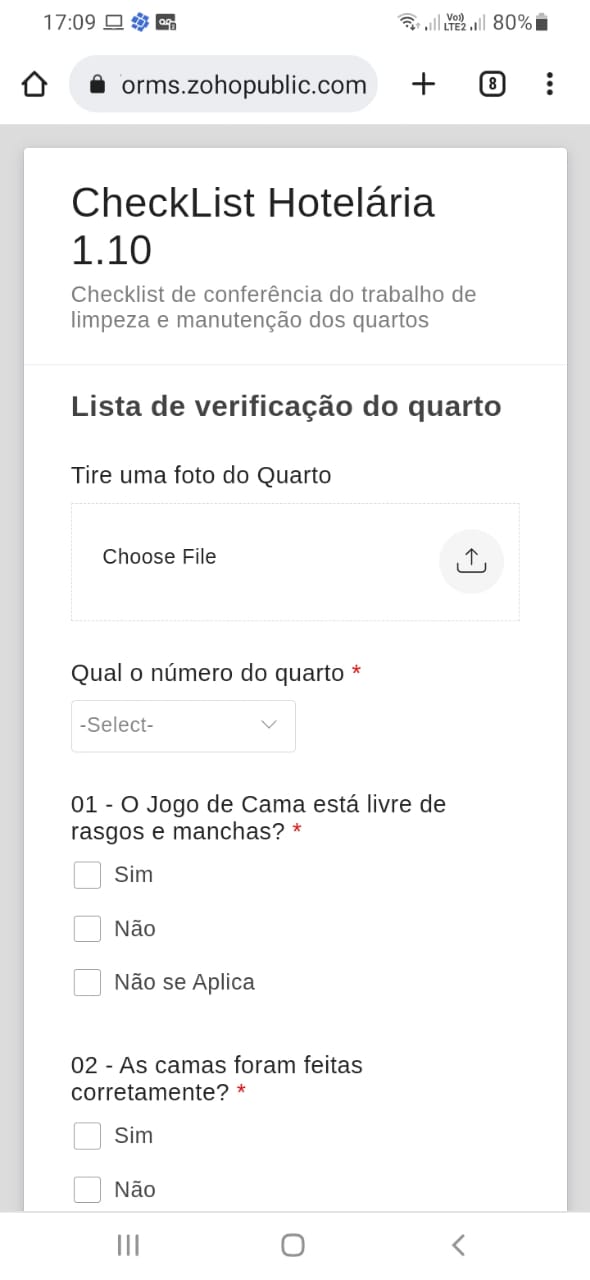 17:09
Vo)) LTE2 80%
orms.zohopublic.com
8
CheckList Hotelária
1.10
Checklist de conferência do trabalho de
limpeza e manutenção dos quartos
Lista de verificação do quarto
Tire uma foto do Quarto
Choose File
Qual o número do quarto *
-Select-
01 - O Jogo de Cama está livre de
rasgos e manchas? *
Sim
Não
Não se Aplica
02 - As camas foram feitas
corretamente? *
Sim
Não